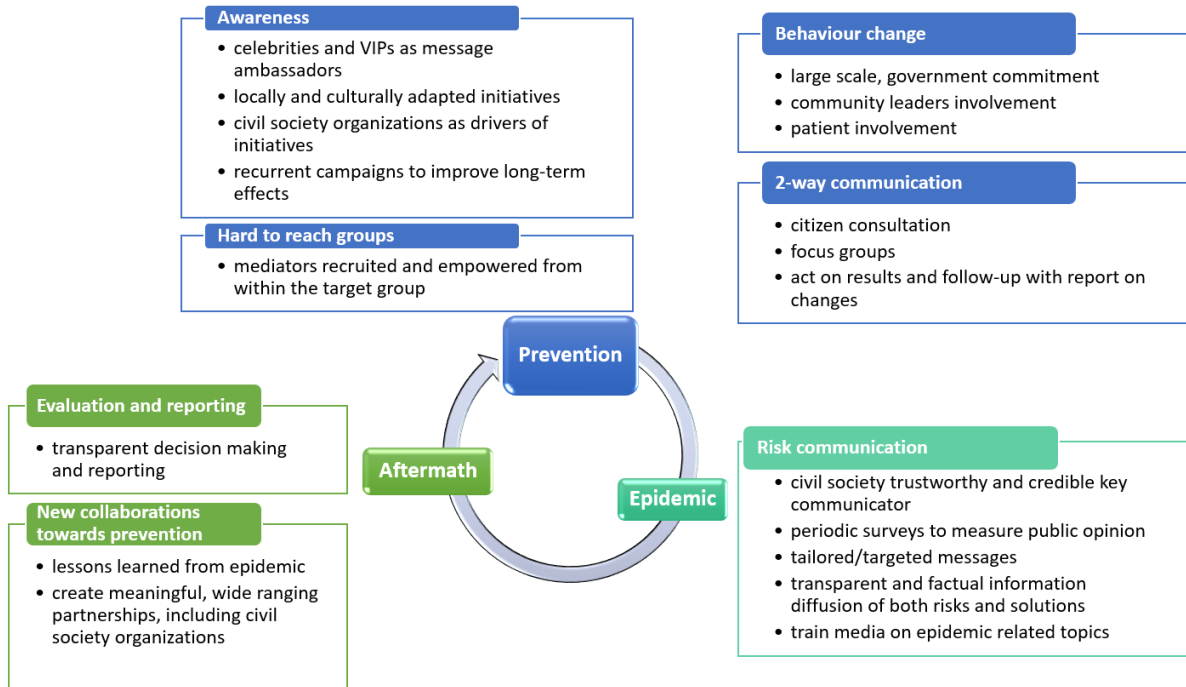 Awareness
• celebrities and VIPs as message
ambassadors
• locally and culturally adapted initiatives
• civil society organizations as drivers of
initiatives
• recurrent campaigns to improve long-term
effects
Hard to reach groups
• mediators recruited and empowered from
within the target group
Behaviour change
• large scale, government commitment
• community leaders involvement
• patient involvement
2-way communication
• citizen consultation
• focus groups
• act on results and follow-up with report on
changes
Prevention
Evaluation and reporting
• transparent decision making
and reporting
New collaborations
towards prevention
• lessons learned from epidemic
• create meaningful, wide ranging
partnerships, including civil
society organizations
Aftermath
Epidemic
Risk communication
• civil society trustworthy and credible key
communicator
• periodic surveys to measure public opinion
• tailored/targeted messages
• transparent and factual information
diffusion of both risks and solutions
• train media on epidemic related topics